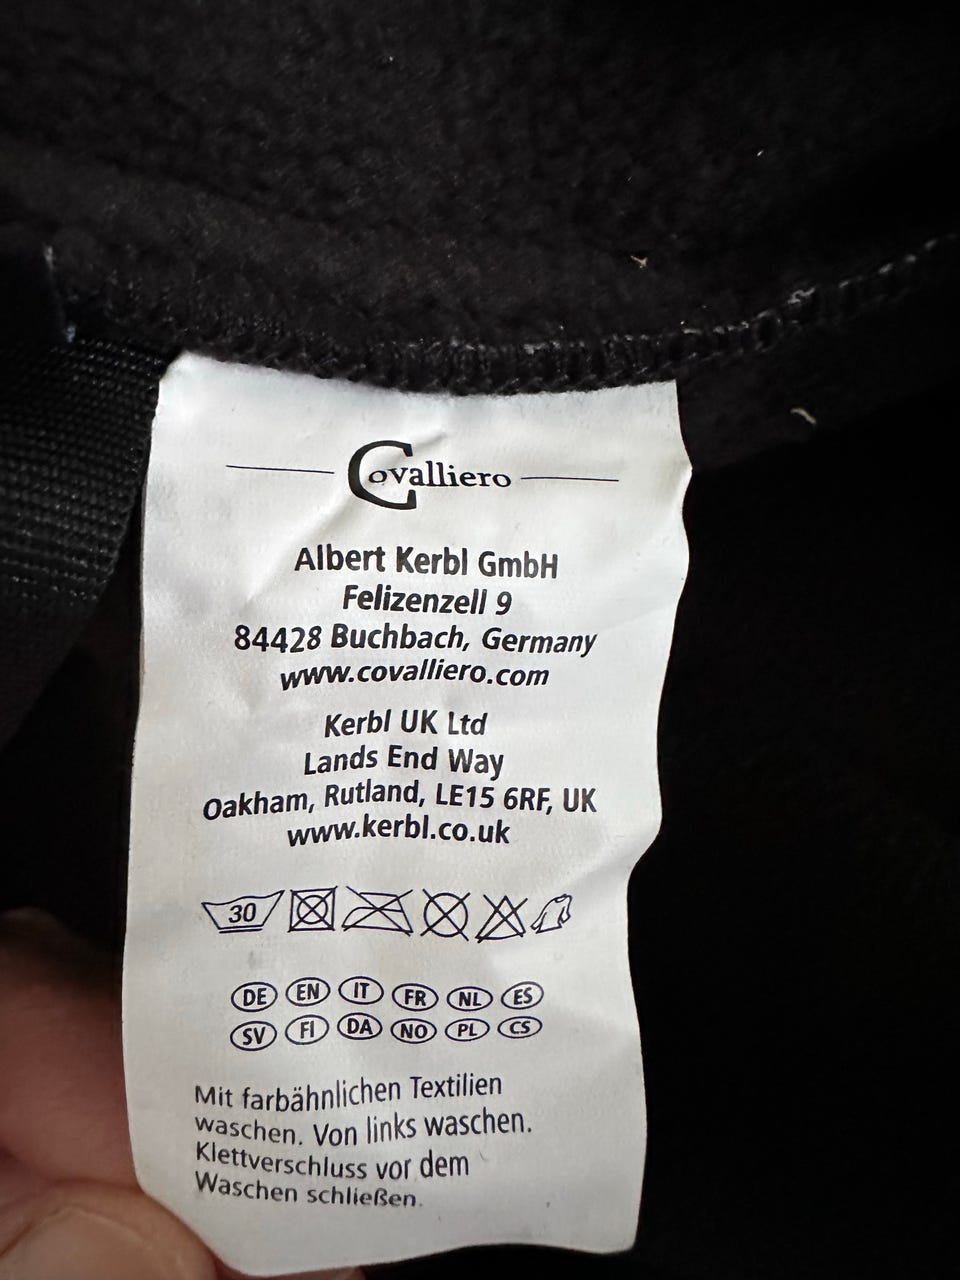 Covalliero
Albert Kerbl GmbH
Felizenzell 9
84428 Buchbach, Germany
www.covalliero.com
Kerbl UK Ltd
Lands End Way
Oakham, Rutland, LE15 6RF, UK
www.kerbl.co.uk
30
DE EN IT FR NL ES
SV FI DA NO PL CS
Mit farbähnlichen Textilien
waschen. Von links waschen.
Klettverschluss vor dem
Waschen schließen.